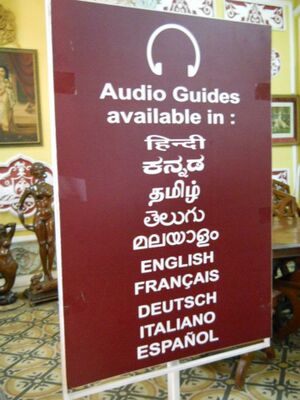 Audio Guides
available in :
हिन्दी
ಕನ್ನಡ
தமிழ்
తెలుగు
മലയാളം
ENGLISH
FRANÇAIS
DEUTSCH
ITALIANO
ESPAÑOL